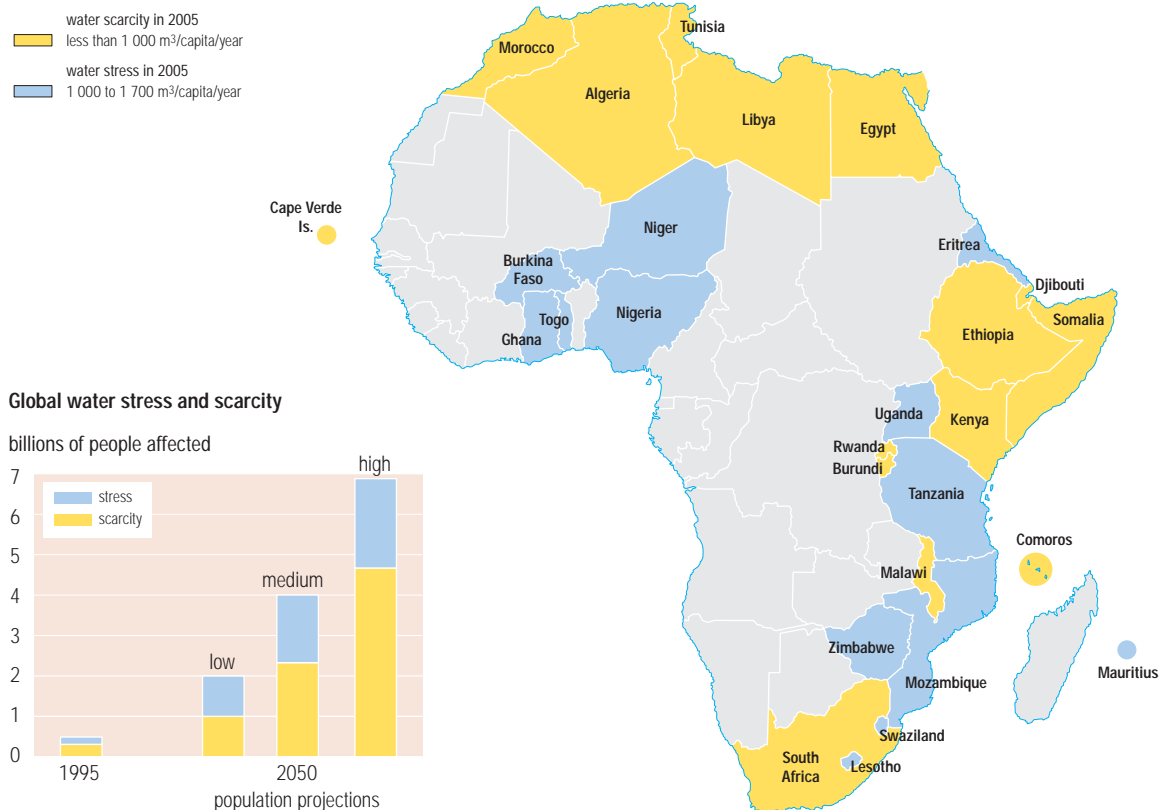 water scarcity in 2005
less than 1 000 m³/capita/year
water stress in 2005
1 000 to 1 700 m³/capita/year
Tunisia
Morocco
Algeria
Libya
Egypt
Cape Verde
Is.
Niger
Burkina
Faso
Eritrea
Djibouti
Togo
Nigeria
Somalia
Ghana
Ethiopia
Uganda
Kenya
Rwanda
Burundi
Tanzania
Comoros
Malawi
Zimbabwe
Mauritius
Mozambique
Swaziland
South
Africa
Lesotho
Global water stress and scarcity
billions of people affected
high
7
stress
6
scarcity
5
medium
4
3
low
2
1
0
1995
2050
population projections